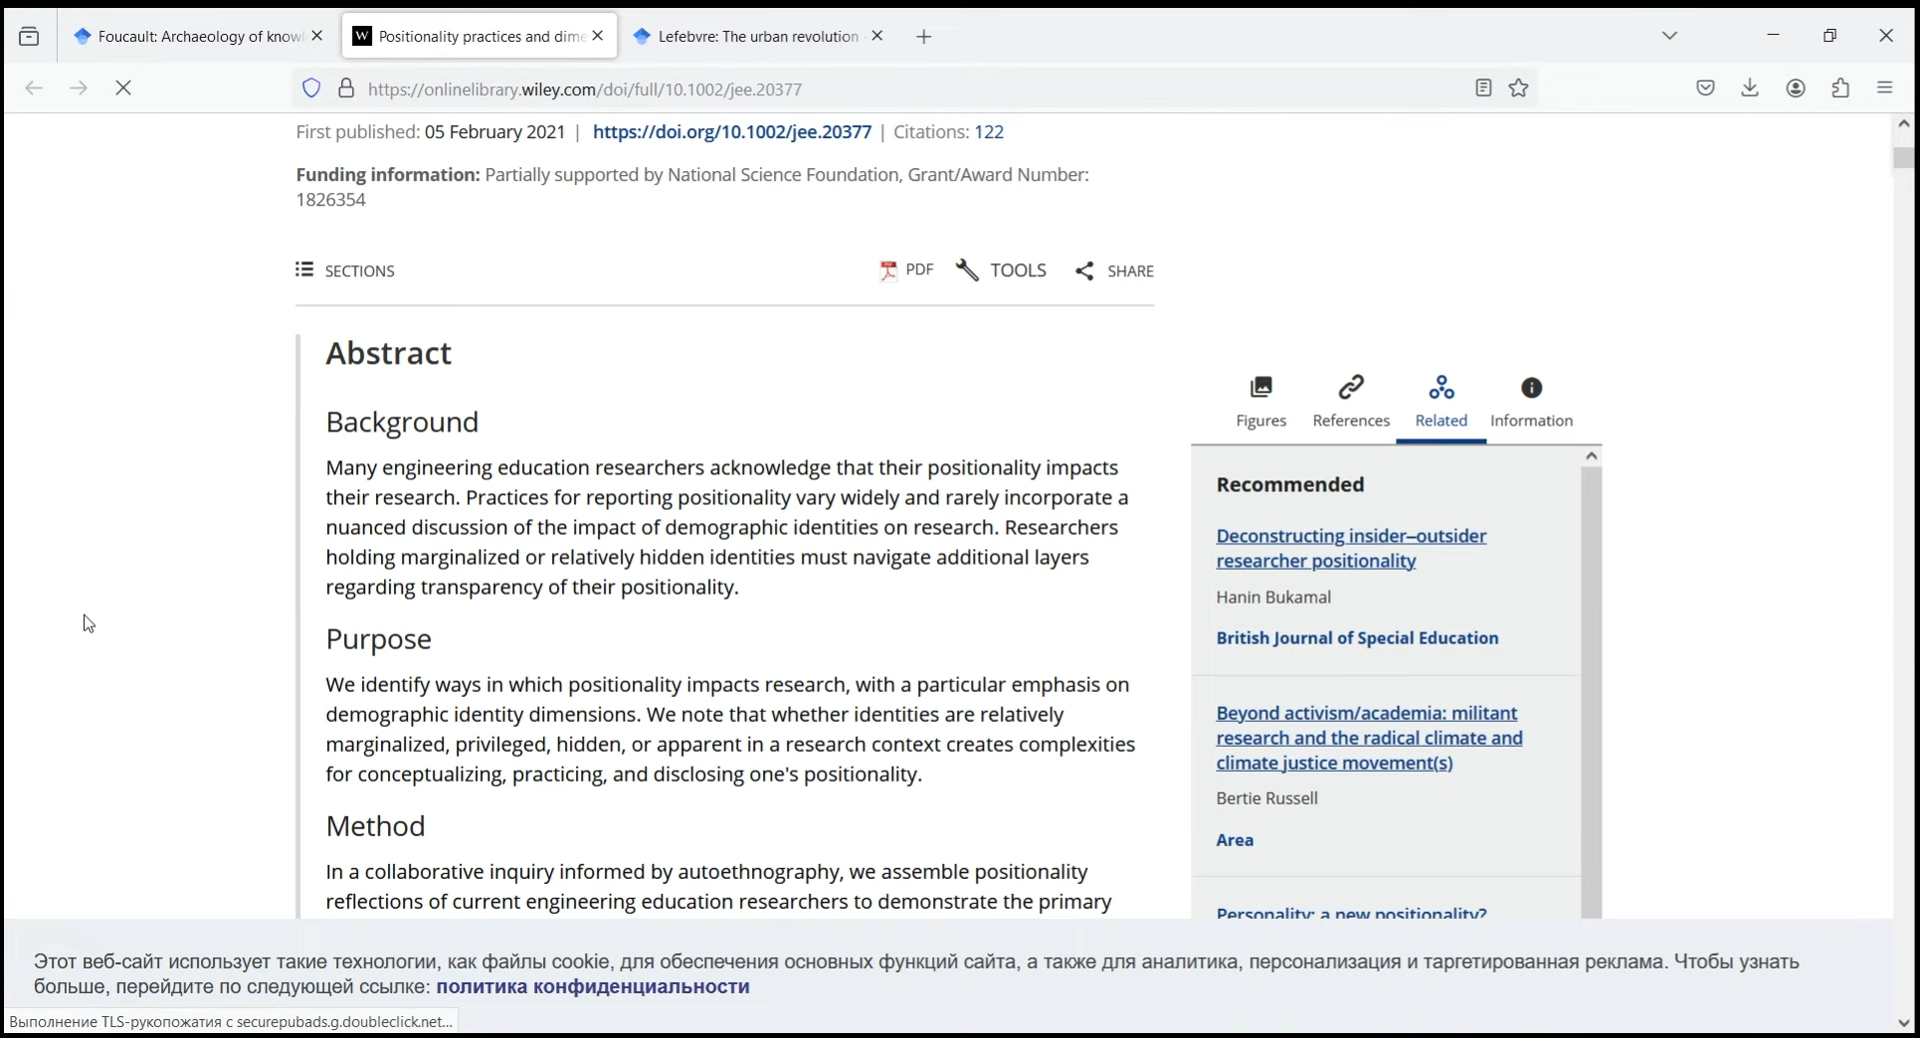 Foucault: Archaeology of knowl
Positionality practices and dime
Lefebvre: The urban revolution
https://onlinelibrary.wiley.com/doi/full/10.1002/jee.20377
First published: 05 February 2021 | https://doi.org/10.1002/jee.20377 | Citations: 122
Funding information: Partially supported by National Science Foundation, Grant/Award Number:
1826354
SECTIONS
PDF
TOOLS
SHARE
Abstract
Background
Many engineering education researchers acknowledge that their positionality impacts
their research. Practices for reporting positionality vary widely and rarely incorporate a
nuanced discussion of the impact of demographic identities on research. Researchers
holding marginalized or relatively hidden identities must navigate additional layers
regarding transparency of their positionality.
Purpose
We identify ways in which positionality impacts research, with a particular emphasis on
demographic identity dimensions. We note that whether identities are relatively
marginalized, privileged, hidden, or apparent in a research context creates complexities
for conceptualizing, practicing, and disclosing one's positionality.
Method
In a collaborative inquiry informed by autoethnography, we assemble positionality
reflections of current engineering education researchers to demonstrate the primary
Figures
References
Related
Information
Recommended
Deconstructing insider–outsider
researcher positionality
Hanin Bukamal
British Journal of Special Education
Beyond activism/academia: militant
research and the radical climate and
climate justice movement(s)
Bertie Russell
Area
Personality: a new positionality?
Этот веб-сайт использует такие технологии, как файлы cookie, для обеспечения основных функций сайта, а также для аналитика, персонализация и таргетированная реклама. Чтобы узнать
больше, перейдите по следующей ссылке: политика конфиденциальности
Выполнение TLS-рукопожатия с securepubads.g.doubleclick.net...